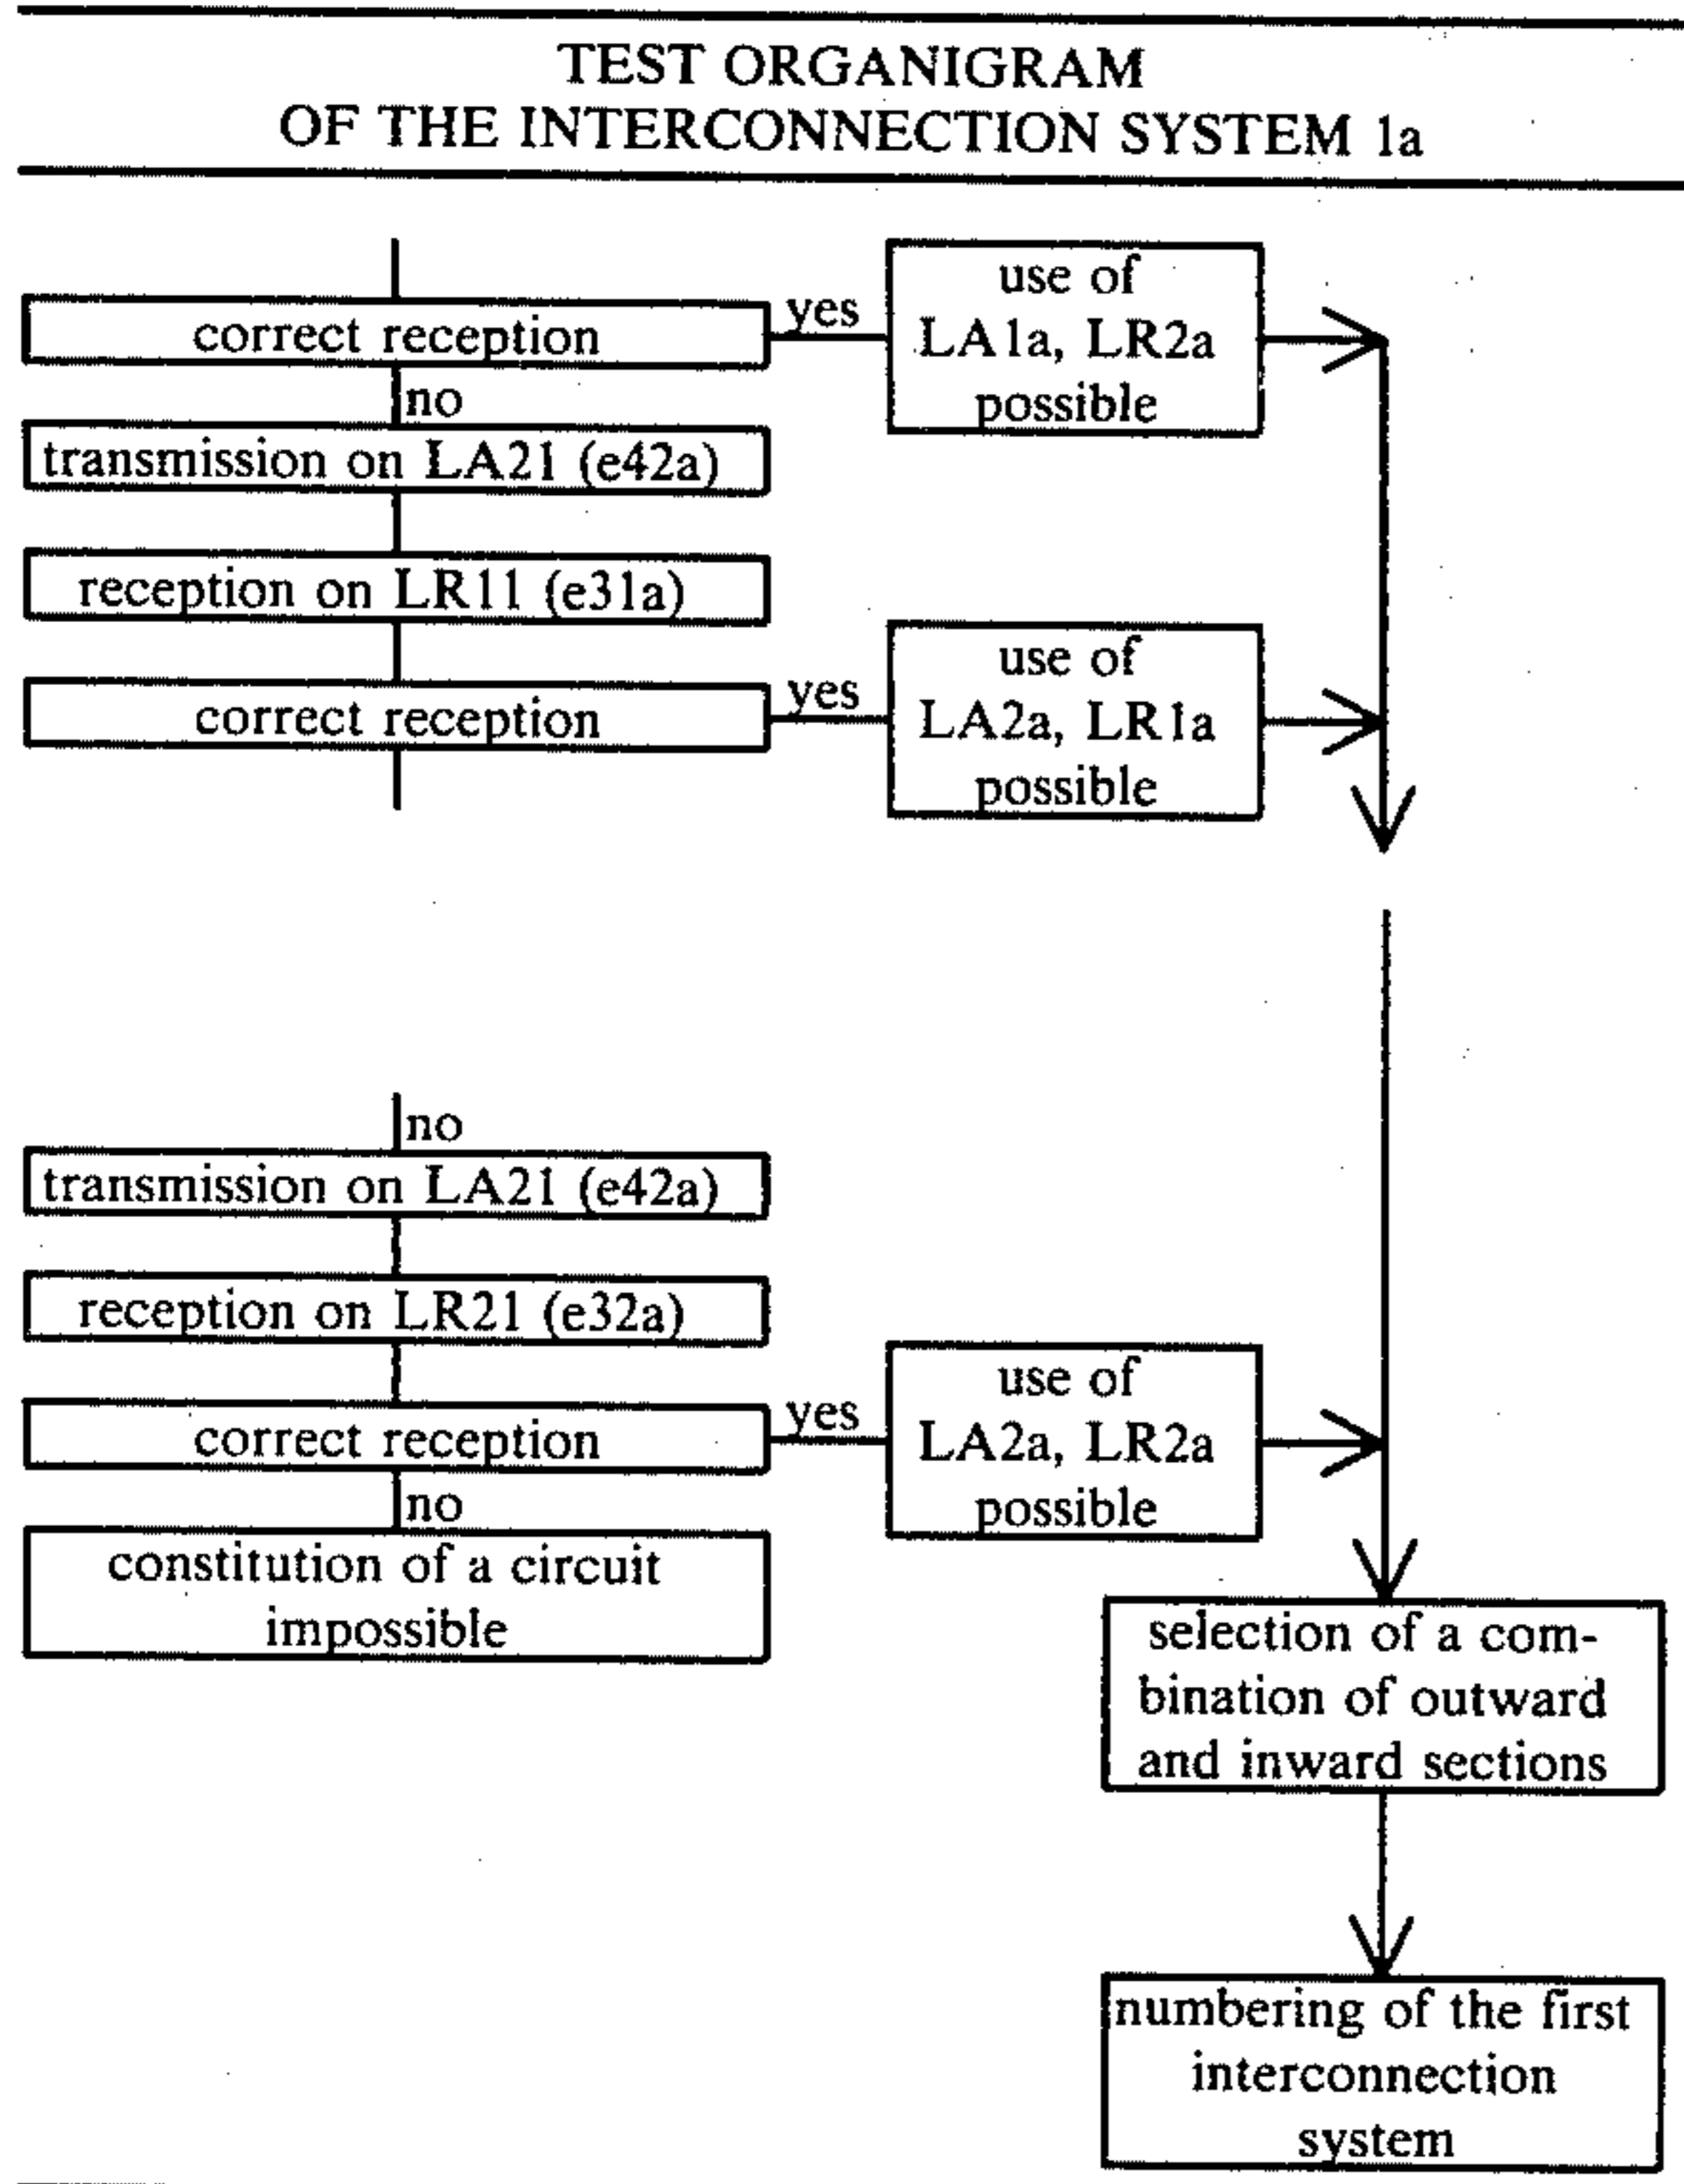 TEST ORGANIGRAM
OF THE INTERCONNECTION SYSTEM 1a
correct reception
yes
use of
LA1a, LR2a
possible
no
transmission on LA21 (e42a)
reception on LR11 (e31a)
correct reception
yes
use of
LA2a, LR1a
possible
no
transmission on LA21 (e42a)
reception on LR21 (e32a)
correct reception
yes
use of
LA2a, LR2a
possible
no
constitution of a circuit
impossible
selection of a com-
bination of outward
and inward sections
numbering of the first
interconnection
system